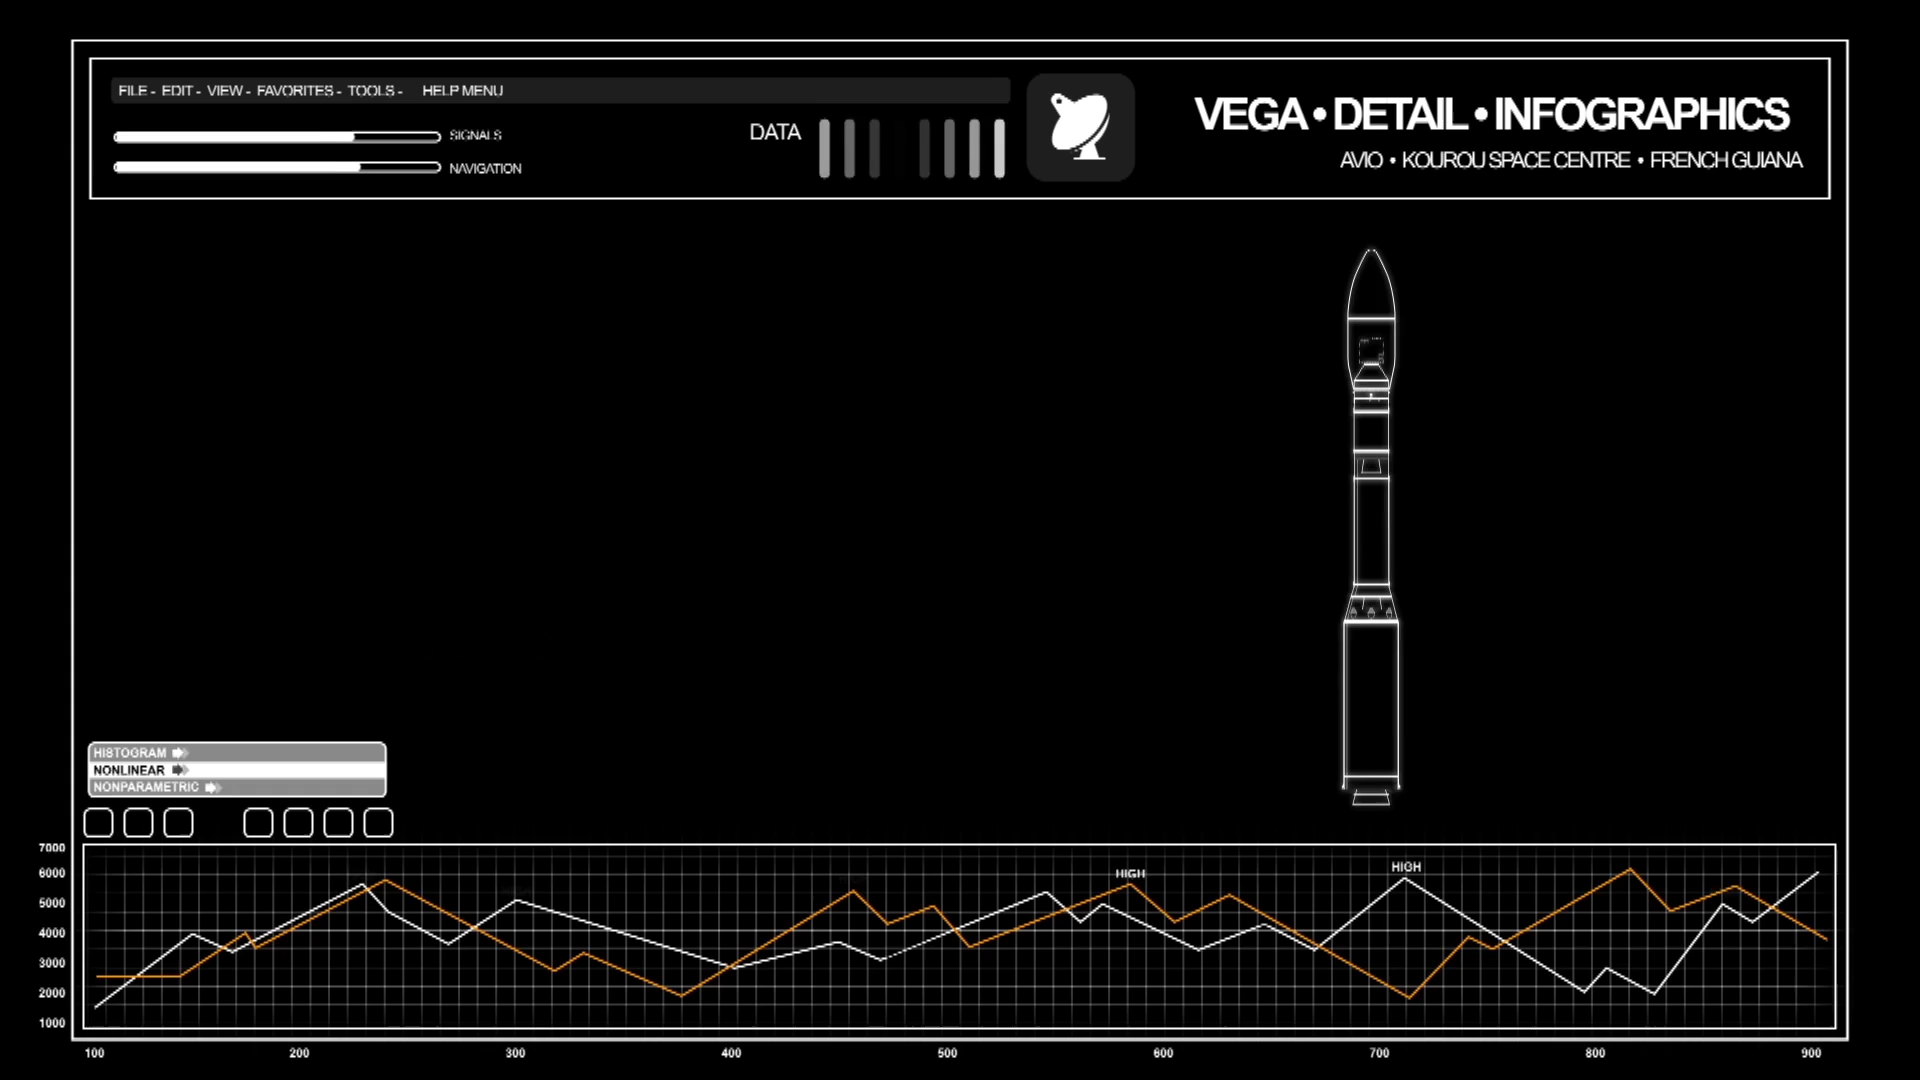 FILE - EDIT - VIEW - FAVORITES - TOOLS - HELP MENU
SIGNALS
NAVIGATION
DATA
VEGA • DETAIL • INFOGRAPHICS
AVIO • KOUROU SPACE CENTRE • FRENCH GUIANA
HISTOGRAM
NONLINEAR
NONPARAMETRIC
7000
6000
5000
4000
3000
2000
1000
HIGH
HIGH
100 200 300 400 500 600 700 800 900